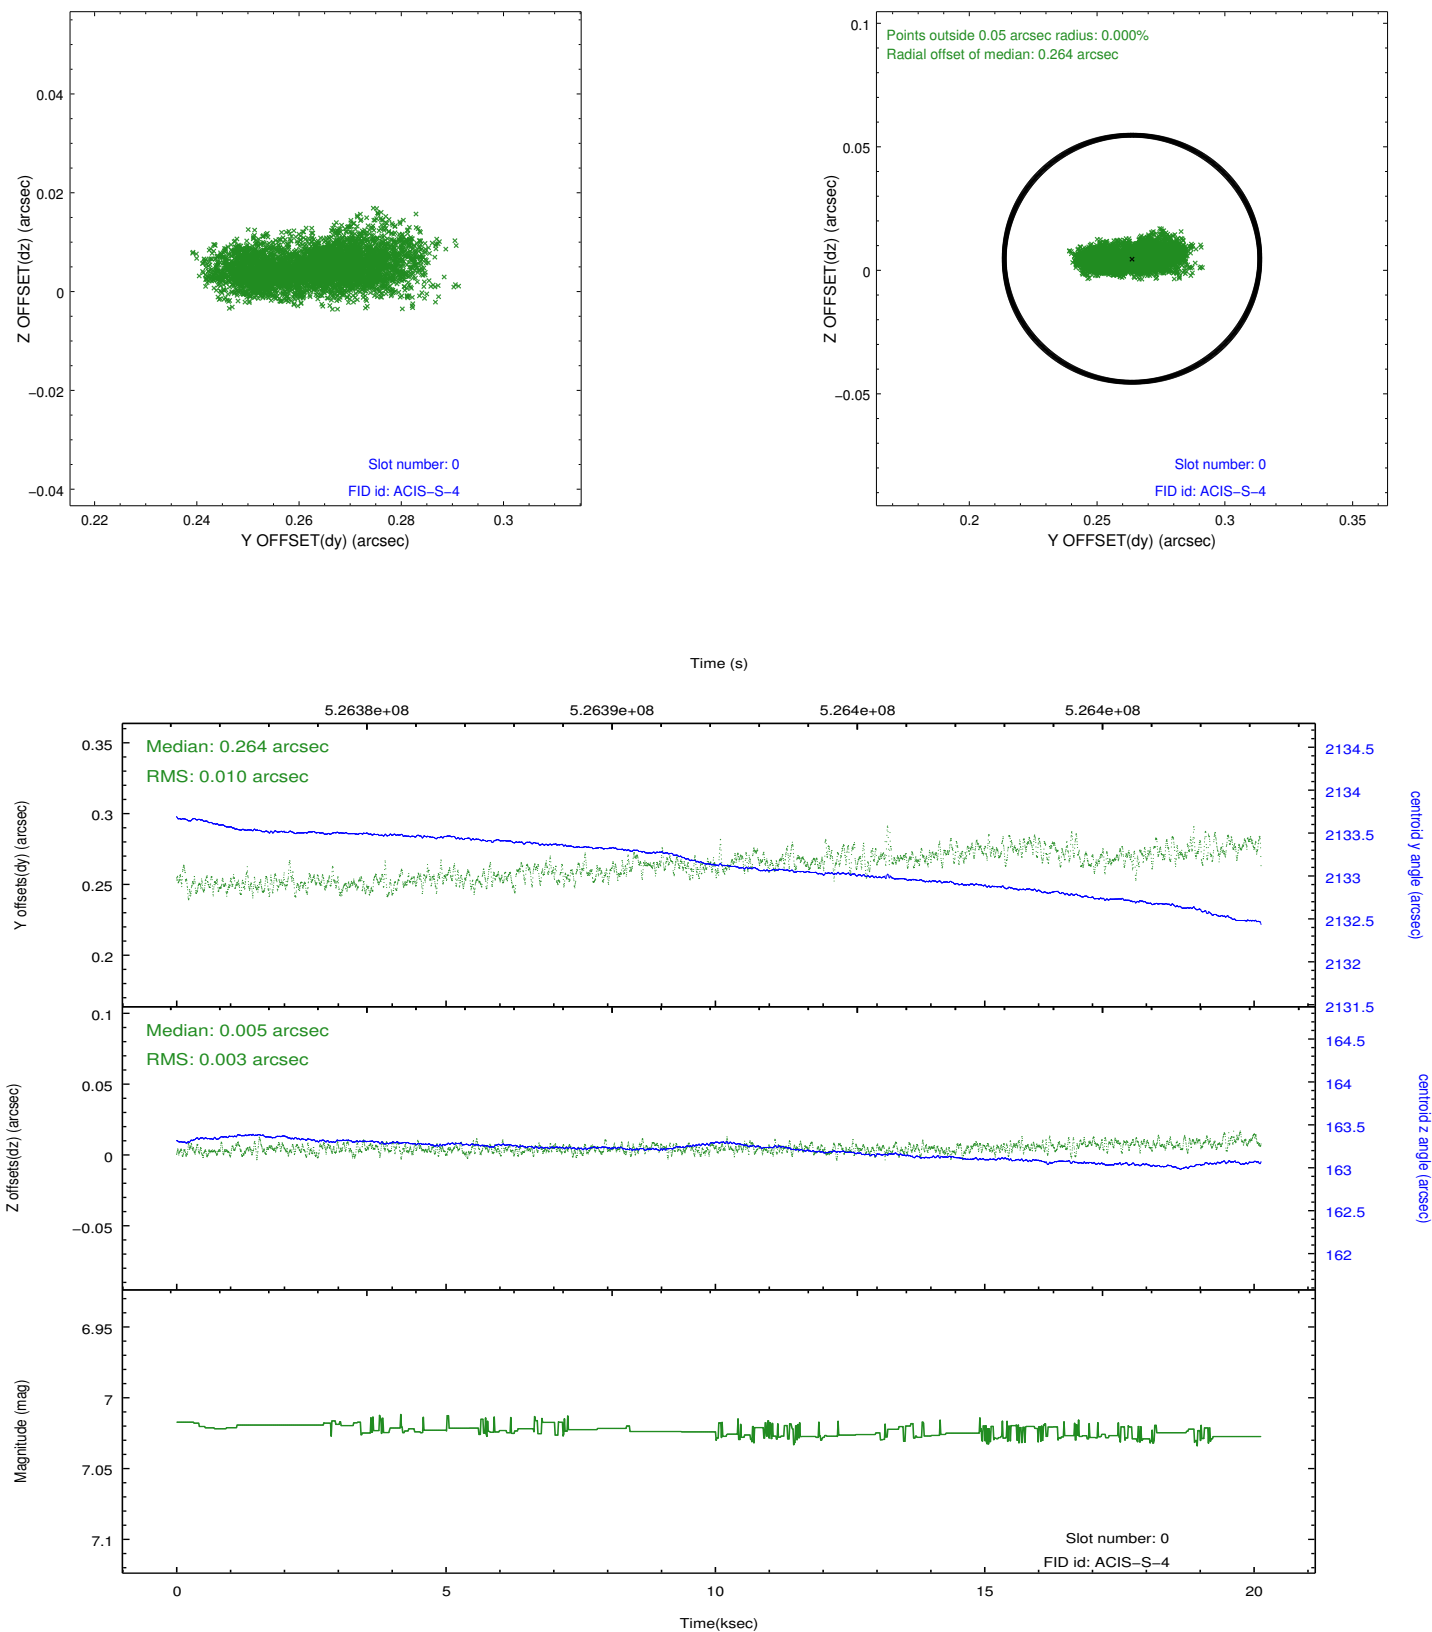 0.04
0.02
0
−0.02
−0.04
Z OFFSET(dz) (arcsec)
Slot number: 0
FID id: ACIS−S−4
0.22
0.24
0.26
0.28
0.3
Y OFFSET(dy) (arcsec)
0.1
0.05
0
−0.05
Z OFFSET(dz) (arcsec)
Points outside 0.05 arcsec radius: 0.000%
Radial offset of median: 0.264 arcsec
Slot number: 0
FID id: ACIS−S−4
0.2
0.25
0.3
0.35
Y OFFSET(dy) (arcsec)
Time (s)
5.2638e+08
5.2639e+08
5.264e+08
5.264e+08
Median: 0.264 arcsec
RMS: 0.010 arcsec
0.35
0.3
0.25
0.2
Y offsets(dy) (arcsec)
2134.5
2134
2133.5
2133
2132.5
2132
2131.5
centroid y angle (arcsec)
Median: 0.005 arcsec
RMS: 0.003 arcsec
0.1
0.05
0
−0.05
Z offsets(dz) (arcsec)
164.5
164
163.5
163
162.5
162
centroid z angle (arcsec)
6.95
7
7.05
7.1
Magnitude (mag)
Slot number: 0
FID id: ACIS−S−4
0
5
10
15
20
Time(ksec)